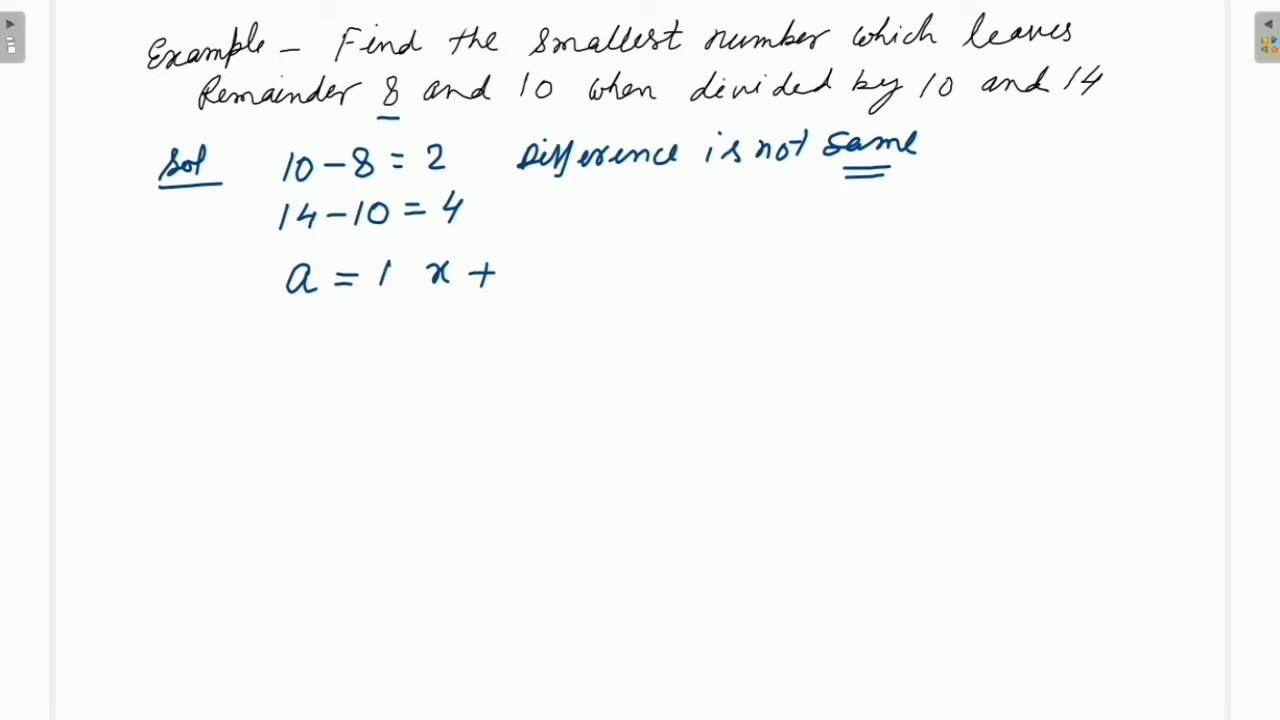 Example – Find the smallest number which leaves
Remainder 8 and 10 when divided by 10 and 14
Sol 10 - 8 = 2 Difference is not same
14 - 10 = 4
a = 1 x +